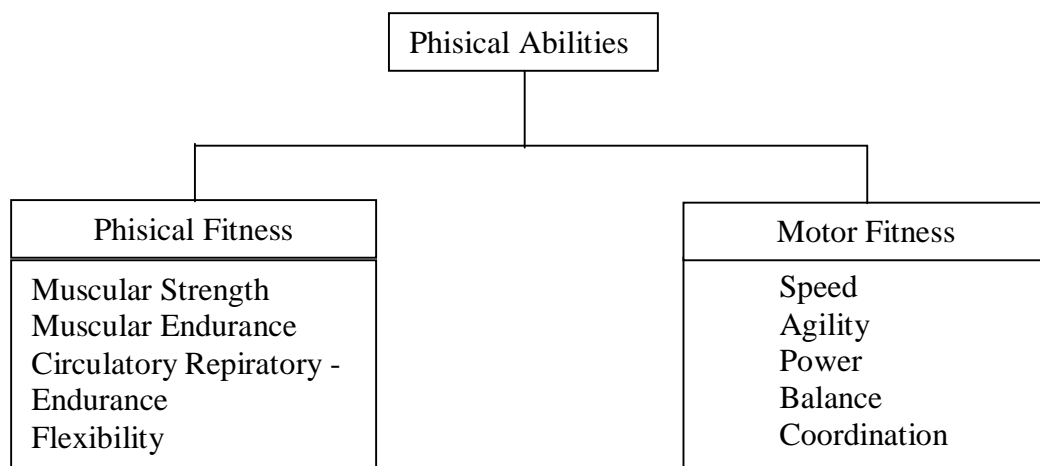 Phisical Abilities
Phisical Fitness
Muscular Strength
Muscular Endurance
Circulatory Repiratory -
Endurance
Flexibility
Motor Fitness
Speed
Agility
Power
Balance
Coordination